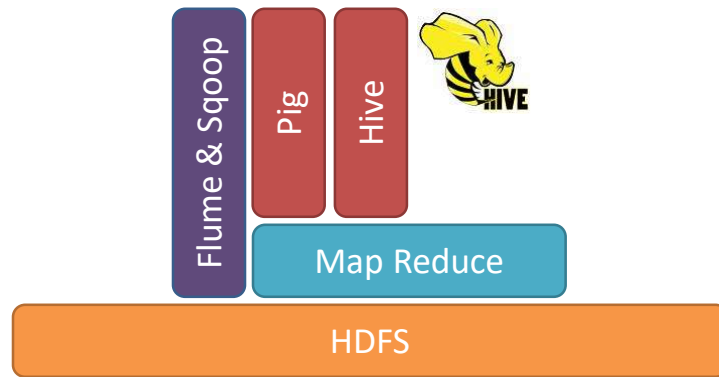 Flume & Sqoop
Pig
Hive
HIVE
Map Reduce
HDFS